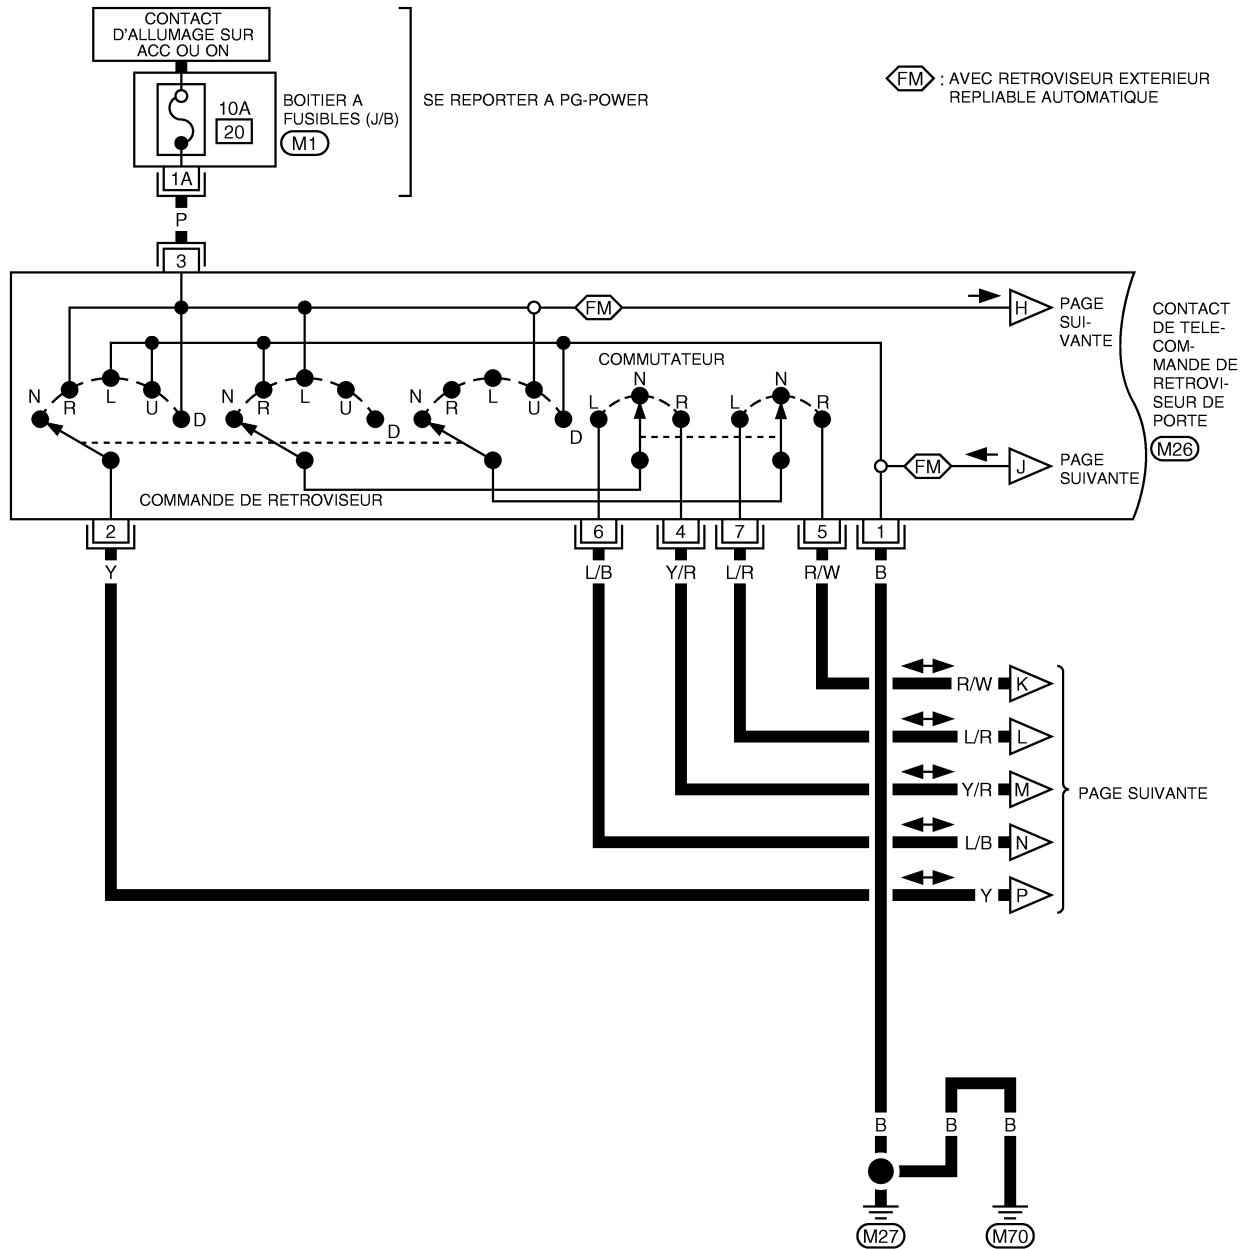 CONTACT
D'ALLUMAGE SUR
ACC OU ON
10A
20
BOITIER A
FUSIBLES (J/B)
M1
SE REPORTER A PG-POWER
FM : AVEC RETROVISEUR EXTERIEUR
REPLIABLE AUTOMATIQUE
1A
P
3
FM
H
PAGE
SUI-
VANTE
CONTACT
DE TELE-
COM-
MANDE DE
RETROVI-
SEUR DE
PORTE
M26
COMMUTATEUR
N R L U D
N R L U D
N R L U D
L N R
L N R
FM
J
PAGE
SUIVANTE
COMMANDE DE RETROVISEUR
2 6 4 7 5 1
Y L/B Y/R L/R R/W B
R/W K
L/R L
Y/R M
L/B N
Y P
PAGE SUIVANTE
B B B
M27 M70